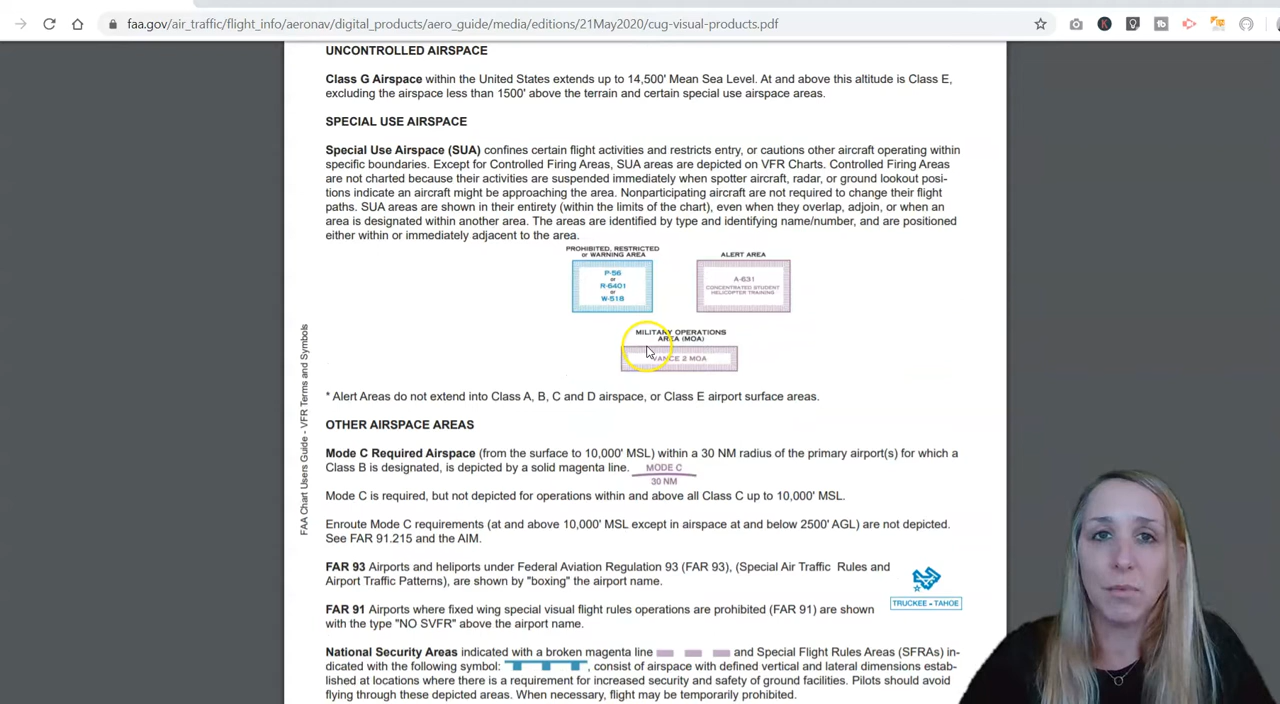 faa.gov/air_traffic/flight_info/aeronav/digital_products/aero_guide/media/editions/21May2020/cug-visual-products.pdf
UNCONTROLLED AIRSPACE
Class G Airspace within the United States extends up to 14,500' Mean Sea Level. At and above this altitude is Class E,
excluding the airspace less than 1500' above the terrain and certain special use airspace areas.
SPECIAL USE AIRSPACE
Special Use Airspace (SUA) confines certain flight activities and restricts entry, or cautions other aircraft operating within
specific boundaries. Except for Controlled Firing Areas, SUA areas are depicted on VFR Charts. Controlled Firing Areas
are not charted because their activities are suspended immediately when spotter aircraft, radar, or ground lookout posi-
tions indicate an aircraft might be approaching the area. Nonparticipating aircraft are not required to change their flight
paths. SUA areas are shown in their entirety (within the limits of the chart), even when they overlap, adjoin, or when an
area is designated within another area. The areas are identified by type and identifying name/number, and are positioned
either within or immediately adjacent to the area.
PROHIBITED, RESTRICTED
or WARNING AREA
P-56
or
R-6401
or
W-518
ALERT AREA
A-631
CONCENTRATED STUDENT
HELICOPTER TRAINING
MILITARY OPERATIONS
AREA (MOA)
VANCE 2 MOA
* Alert Areas do not extend into Class A, B, C and D airspace, or Class E airport surface areas.
OTHER AIRSPACE AREAS
Mode C Required Airspace (from the surface to 10,000' MSL) within a 30 NM radius of the primary airport(s) for which a
Class B is designated, is depicted by a solid magenta line.
MODE C
30 NM
Mode C is required, but not depicted for operations within and above all Class C up to 10,000' MSL.
Enroute Mode C requirements (at and above 10,000' MSL except in airspace at and below 2500' AGL) are not depicted.
See FAR 91.215 and the AIM.
FAR 93 Airports and heliports under Federal Aviation Regulation 93 (FAR 93), (Special Air Traffic Rules and
Airport Traffic Patterns), are shown by "boxing" the airport name.
TRUCKEE-TAHOE
FAR 91 Airports where fixed wing special visual flight rules operations are prohibited (FAR 91) are shown
with the type "NO SVFR" above the airport name.
National Security Areas indicated with a broken magenta line and Special Flight Rules Areas (SFRAs) in-
dicated with the following symbol: , consist of airspace with defined vertical and lateral dimensions estab-
lished at locations where there is a requirement for increased security and safety of ground facilities. Pilots should avoid
flying through these depicted areas. When necessary, flight may be temporarily prohibited.
FAA Chart Users Guide - VFR Terms and Symbols